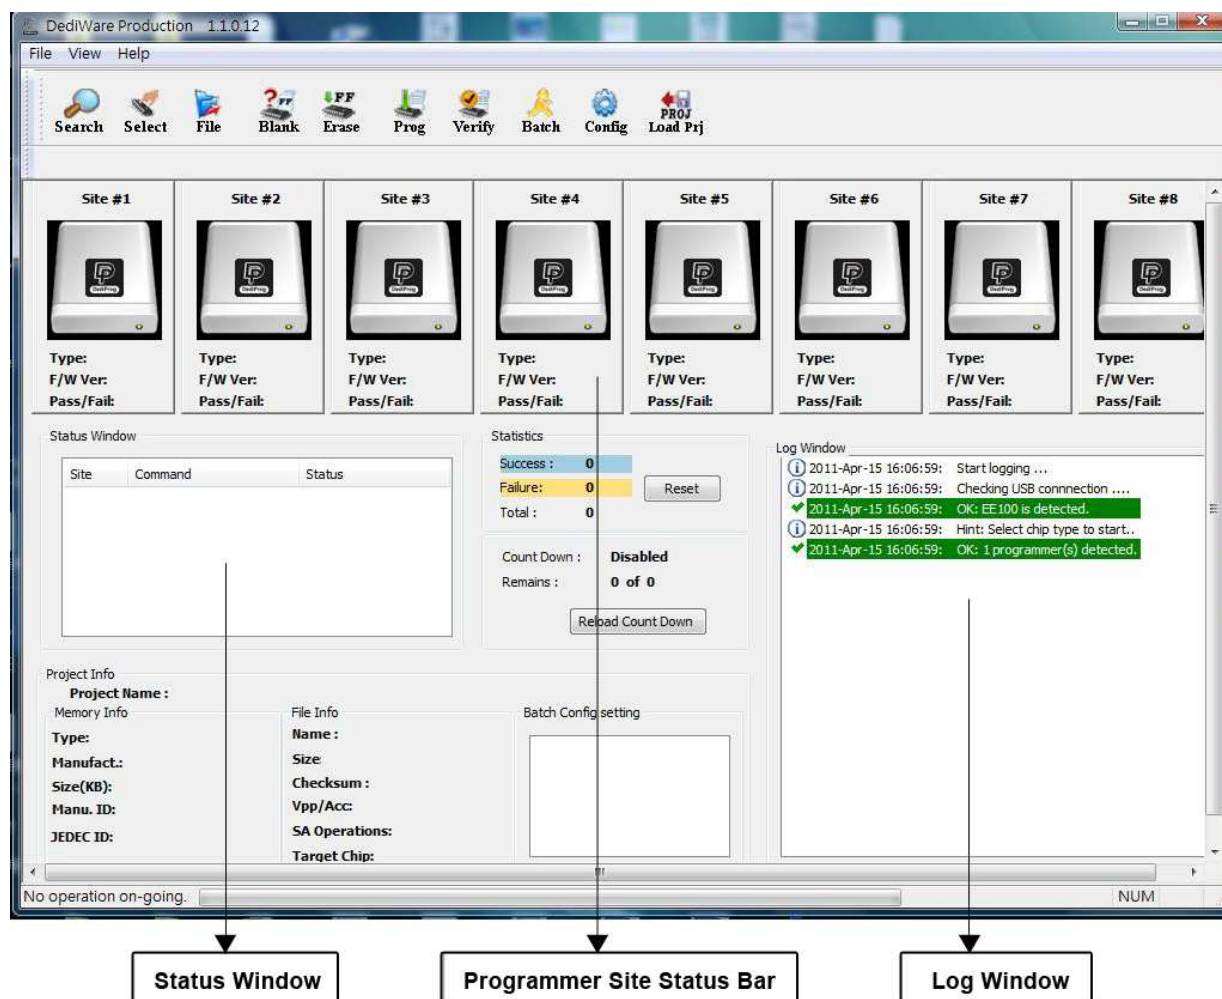 DediWare Production 1.1.0.12
File View Help
Search Select File Blank Erase Prog Verify Batch Config PROJ Load Prj
Site #1 Site #2 Site #3 Site #4 Site #5 Site #6 Site #7 Site #8
DediProg DediProg DediProg DediProg DediProg DediProg DediProg DediProg
Type: Type: Type: Type: Type: Type: Type: Type:
F/W Ver: F/W Ver: F/W Ver: F/W Ver: F/W Ver: F/W Ver: F/W Ver: F/W Ver:
Pass/Fail: Pass/Fail: Pass/Fail: Pass/Fail: Pass/Fail: Pass/Fail: Pass/Fail: Pass/Fail:
Status Window
Site Command Status
Statistics
Success : 0
Failure: 0
Reset
Total : 0
Count Down : Disabled
Remains : 0 of 0
Reload Count Down
Log Window
2011-Apr-15 16:06:59: Start logging ...
2011-Apr-15 16:06:59: Checking USB connnection ....
2011-Apr-15 16:06:59: OK: EE100 is detected.
2011-Apr-15 16:06:59: Hint: Select chip type to start..
2011-Apr-15 16:06:59: OK: 1 programmer(s) detected.
Project Info
Project Name :
Memory Info
Type:
Manufact.:
Size(KB):
Manu. ID:
JEDEC ID:
File Info
Name :
Size
Checksum :
Vpp/Acc:
SA Operations:
Target Chip:
Batch Config setting
No operation on-going.
NUM
Status Window
Programmer Site Status Bar
Log Window